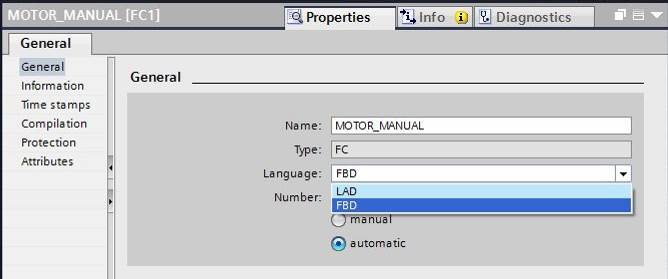 MOTOR_MANUAL [FC1]
Properties
Info
Diagnostics
General
General
Information
Time stamps
Compilation
Protection
Attributes
General
Name: MOTOR_MANUAL
Type: FC
Language: FBD
LAD
FBD
Number:
manual
automatic